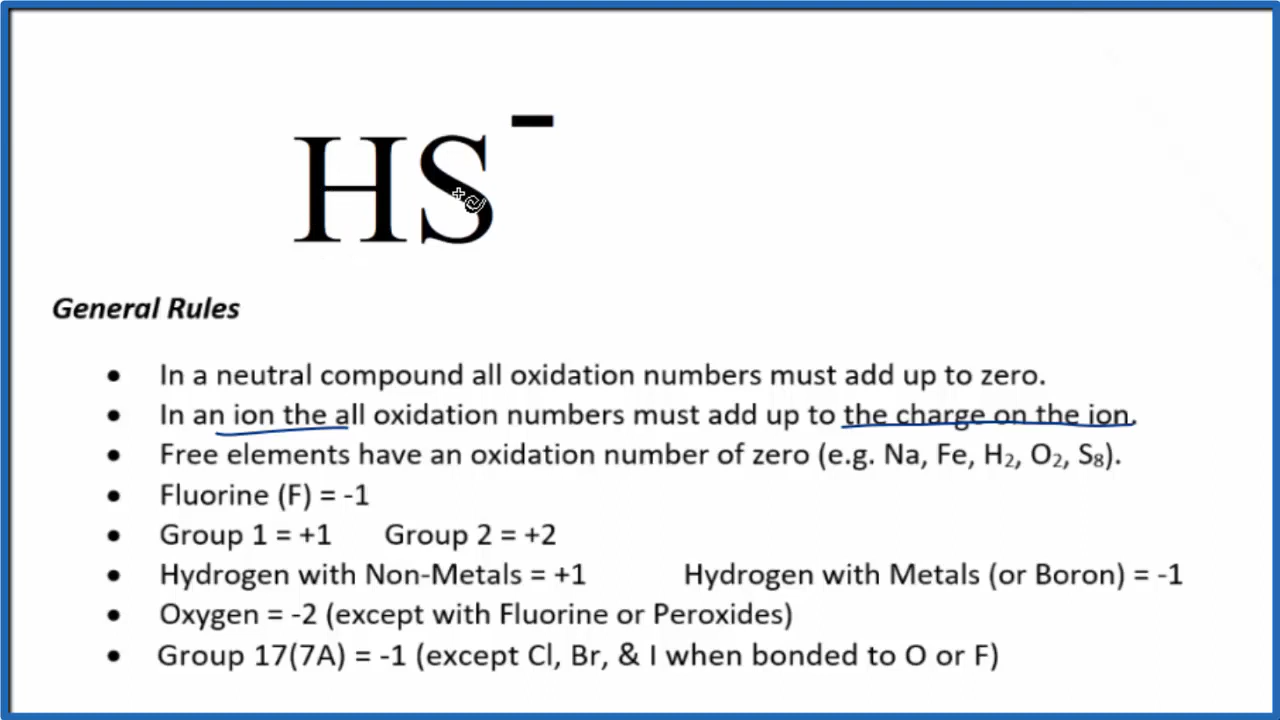 HS⁻
General Rules
• In a neutral compound all oxidation numbers must add up to zero.
• In an ion the all oxidation numbers must add up to the charge on the ion.
• Free elements have an oxidation number of zero (e.g. Na, Fe, H₂, O₂, S₈).
• Fluorine (F) = -1
• Group 1 = +1 Group 2 = +2
• Hydrogen with Non-Metals = +1 Hydrogen with Metals (or Boron) = -1
• Oxygen = -2 (except with Fluorine or Peroxides)
• Group 17(7A) = -1 (except Cl, Br, & I when bonded to O or F)